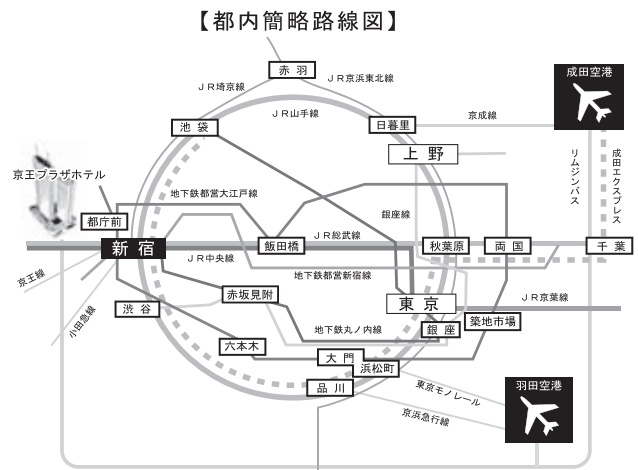 【都内簡略路線図】
赤羽
JR埼京線
JR京浜東北線
成田空港
JR山手線
池袋
日暮里
京成線
上野
京王プラザホテル
リムジンバス
成田エクスプレス
地下鉄都営大江戸線
都庁前
銀座線
新宿
飯田橋
JR総武線
秋葉原
両国
千葉
JR中央線
地下鉄都営新宿線
京王線
赤坂見附
東京
JR京葉線
渋谷
小田急線
地下鉄丸ノ内線
銀座
築地市場
六本木
大門
浜松町
品川
東京モノレール
京浜急行線
羽田空港